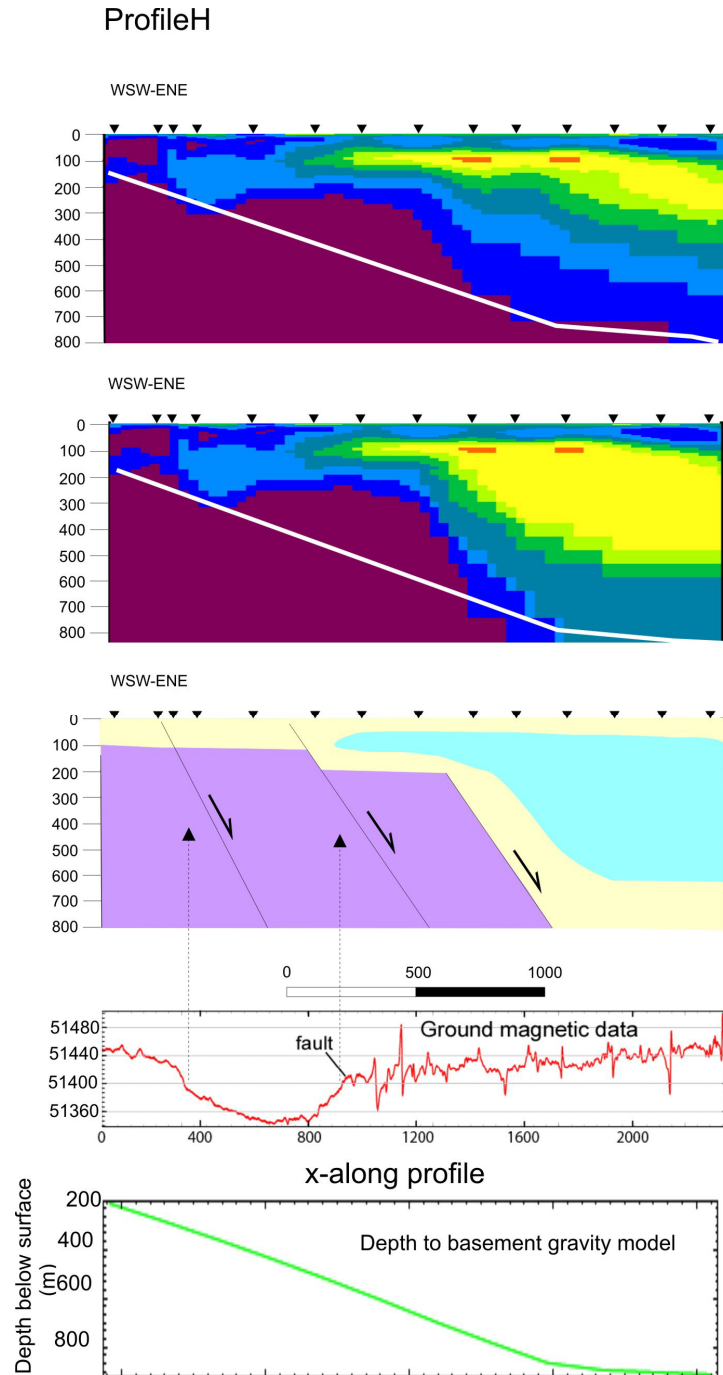 ProfileH
WSW-ENE
0
100
200
300
400
500
600
700
800
WSW-ENE
0
100
200
300
400
500
600
700
800
WSW-ENE
0
100
200
300
400
500
600
700
800
0 500 1000
Ground magnetic data
fault
51480
51440
51400
51360
0 400 800 1200 1600 2000
x-along profile
Depth below surface
(m)
200
400
600
800
Depth to basement gravity model